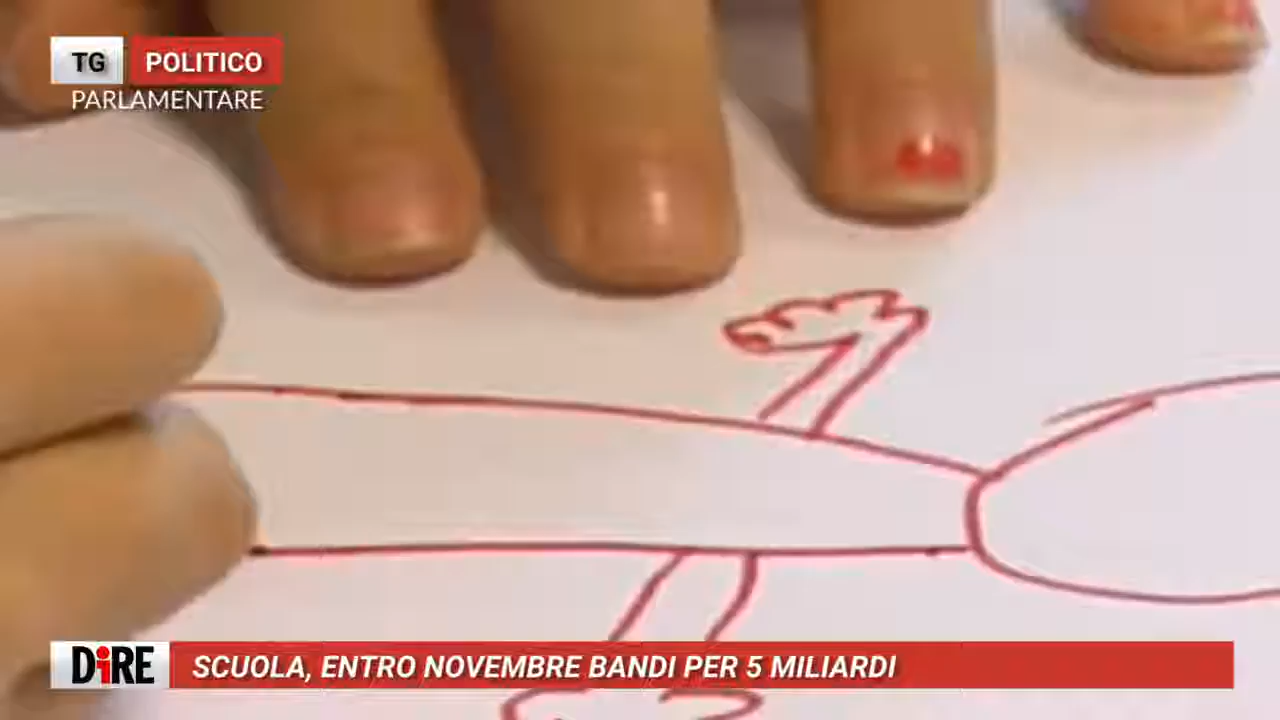 TG POLITICO
PARLAMENTARE
DiRE SCUOLA, ENTRO NOVEMBRE BANDI PER 5 MILIARDI